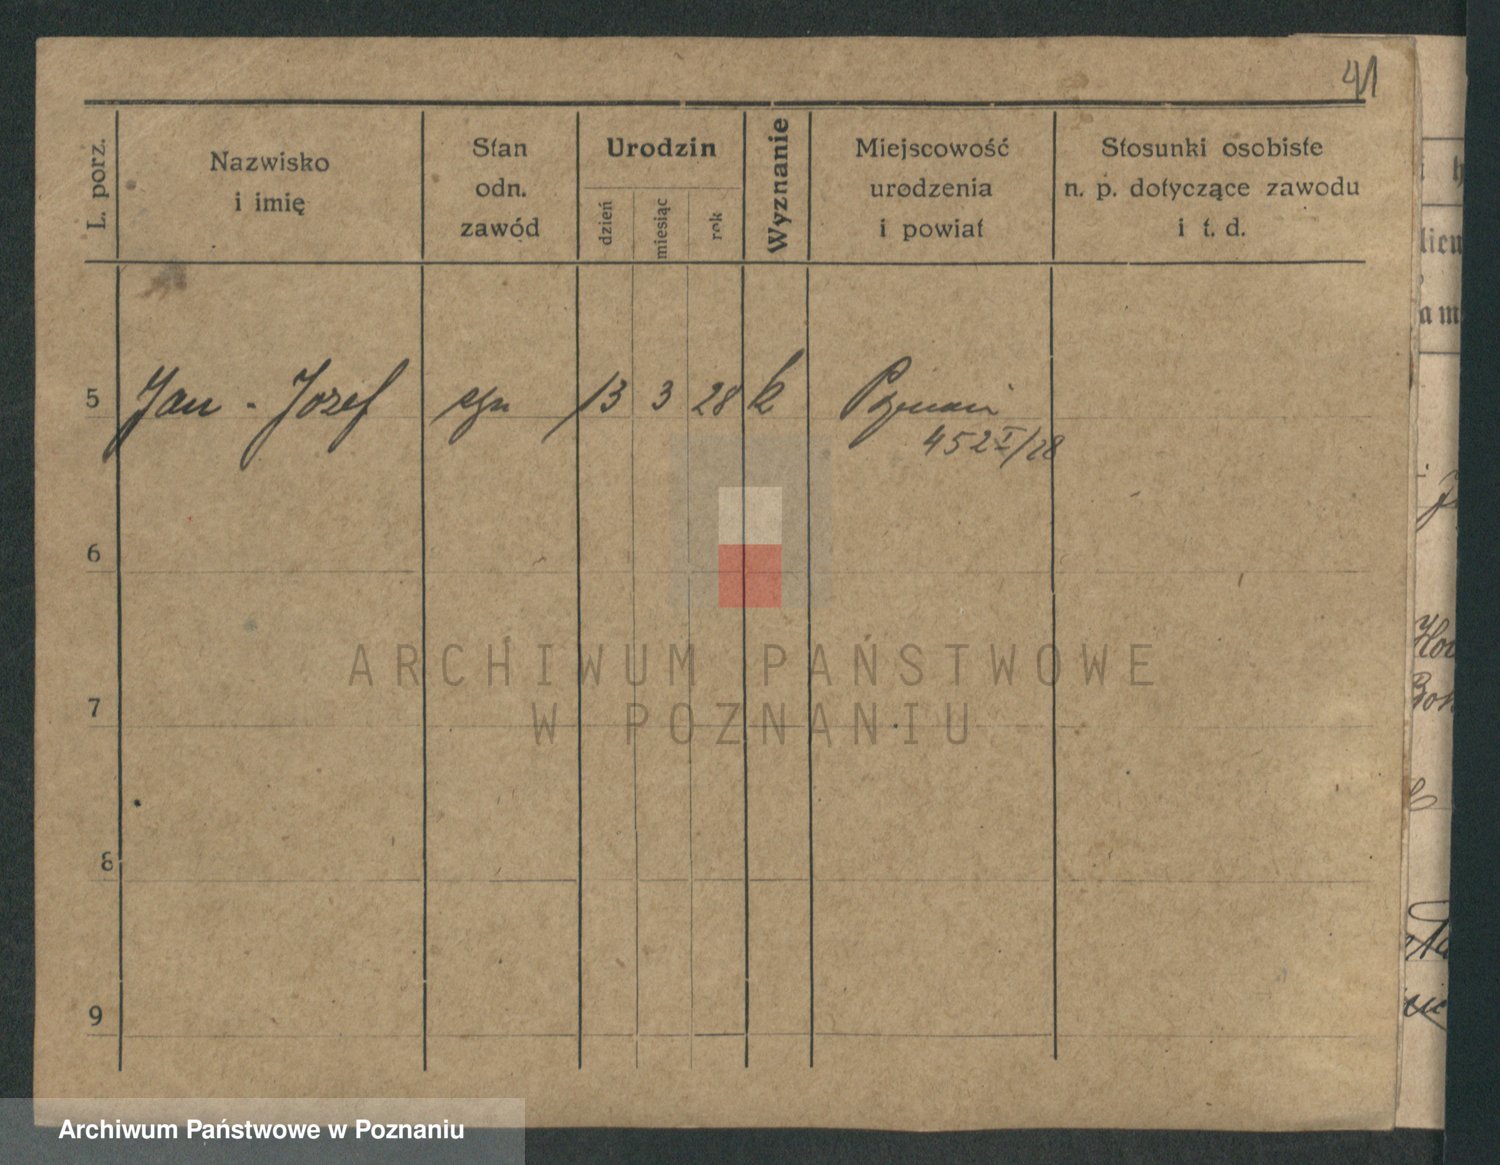 41
L. porz.
Nazwisko
i imię
Stan
odn.
zawód
Urodzin
dzień
miesiąc
rok
Wyznanie
Miejscowość
urodzenia
i powiat
Stosunki osobiste
n. p. dotyczące zawodu
i t. d.
5 Jan - Józef syn 13 3 28 k Poznań
452 I/28
6
7
8
9
ARCHIWUM PAŃSTWOWE
W POZNANIU
Archiwum Państwowe w Poznaniu